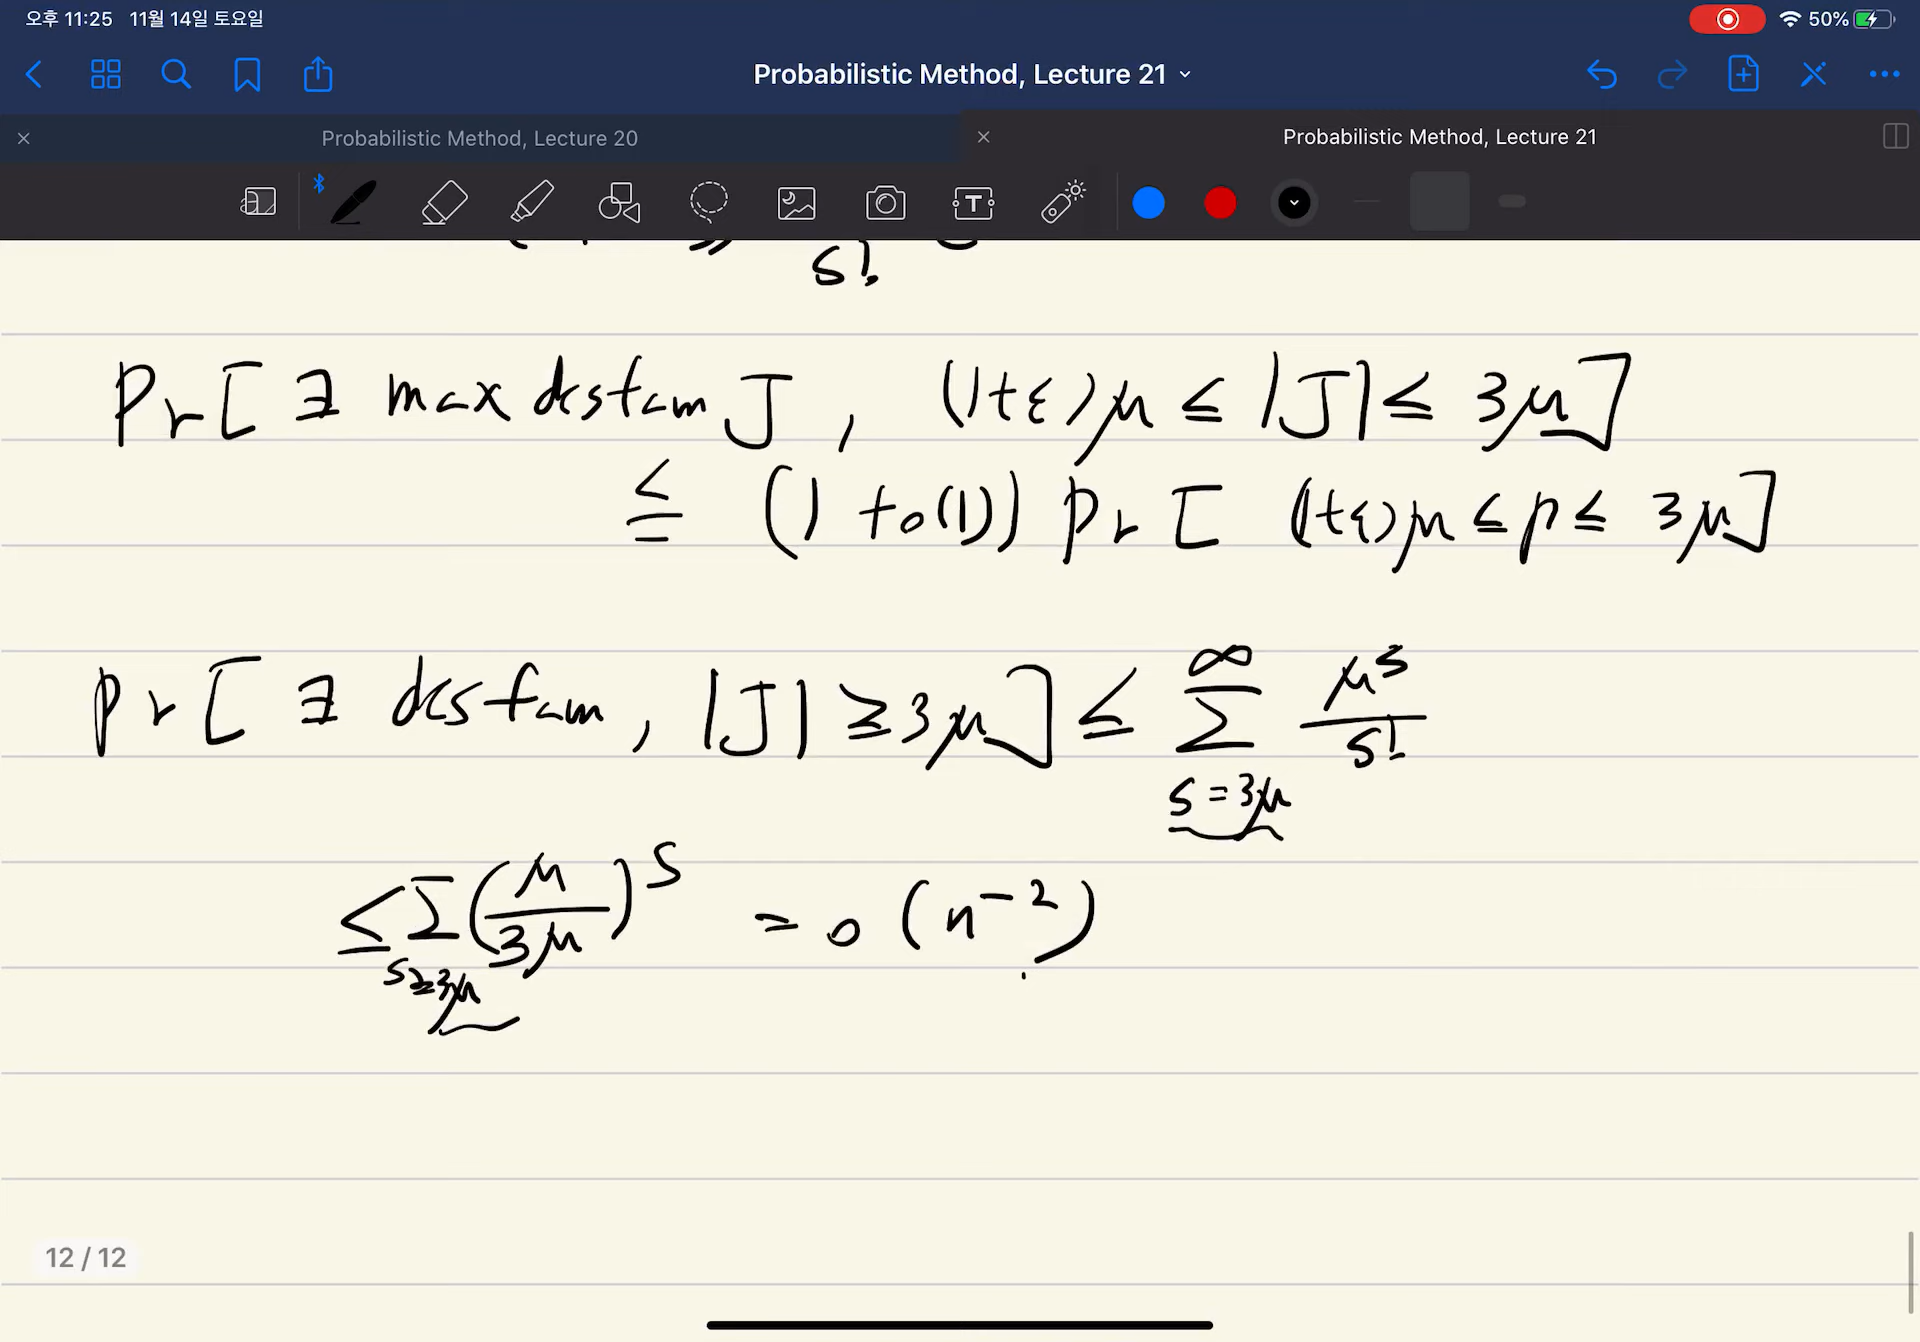 오후 11:25 11월 14일 토요일
50%
Probabilistic Method, Lecture 21
Probabilistic Method, Lecture 20
Probabilistic Method, Lecture 21
s!
Pr[ ∃ max disfam J, (1+ε)μ ≤ |J| ≤ 3μ]
≤ (1+o(1)) Pr[ (1+ε)μ ≤ p ≤ 3μ]
Pr[ ∃ disfam, |J| ≥ 3μ] ≤ ∑_{s=3μ}^{∞} μ^s / s!
≤ ∑_{s≥3μ} (μ/3μ)^s = o(n^{-2})
12 / 12